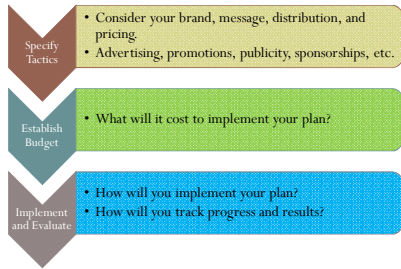 Specify
Tactics
• Consider your brand, message, distribution, and
pricing.
• Advertising, promotions, publicity, sponsorships, etc.
Establish
Budget
• What will it cost to implement your plan?
Implement
and Evaluate
• How will you implement your plan?
• How will you track progress and results?